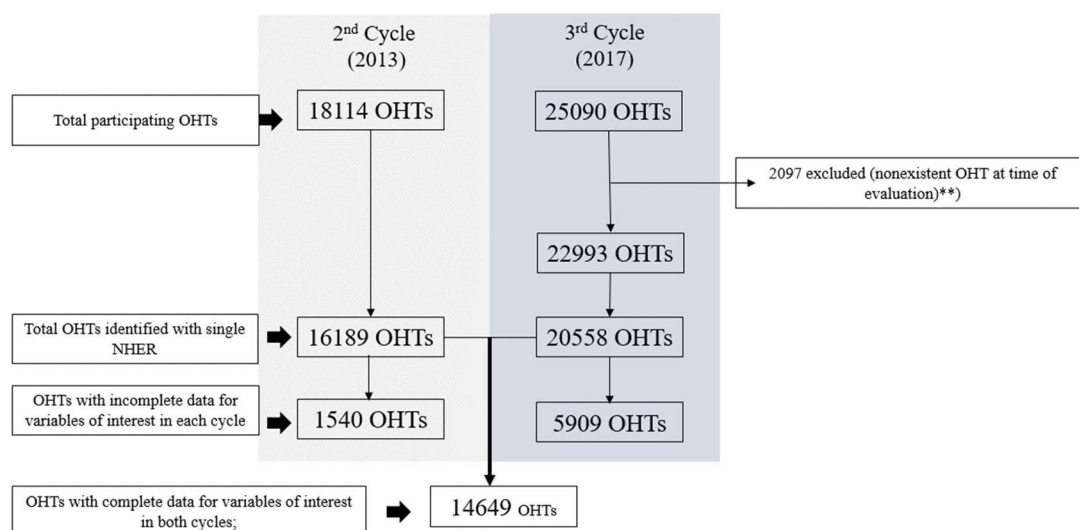 2nd Cycle
(2013)
3rd Cycle
(2017)
Total participating OHTs
18114 OHTs
25090 OHTs
2097 excluded (nonexistent OHT at time of
evaluation)**)
22993 OHTs
Total OHTs identified with single
NHER
16189 OHTs
20558 OHTs
OHTs with incomplete data for
variables of interest in each cycle
1540 OHTs
5909 OHTs
OHTs with complete data for variables of interest
in both cycles;
14649 OHTs